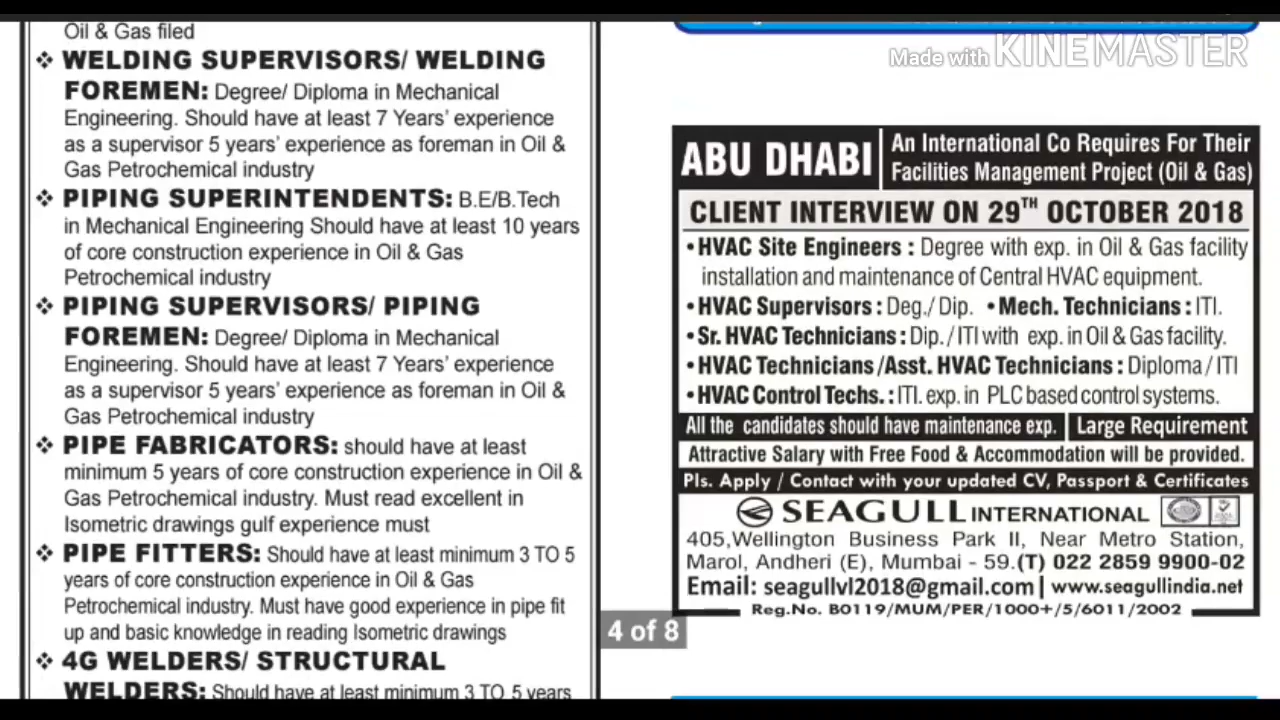 Oil & Gas filed
❖ WELDING SUPERVISORS/ WELDING
FOREMEN: Degree/ Diploma in Mechanical
Engineering. Should have at least 7 Years' experience
as a supervisor 5 years' experience as foreman in Oil &
Gas Petrochemical industry
❖ PIPING SUPERINTENDENTS: B.E/B.Tech
in Mechanical Engineering Should have at least 10 years
of core construction experience in Oil & Gas
Petrochemical industry
❖ PIPING SUPERVISORS/ PIPING
FOREMEN: Degree/ Diploma in Mechanical
Engineering. Should have at least 7 Years' experience
as a supervisor 5 years' experience as foreman in Oil &
Gas Petrochemical industry
❖ PIPE FABRICATORS: should have at least
minimum 5 years of core construction experience in Oil &
Gas Petrochemical industry. Must read excellent in
Isometric drawings gulf experience must
❖ PIPE FITTERS: Should have at least minimum 3 TO 5
years of core construction experience in Oil & Gas
Petrochemical industry. Must have good experience in pipe fit
up and basic knowledge in reading Isometric drawings
❖ 4G WELDERS/ STRUCTURAL
WELDERS: Should have at least minimum 3 TO 5 years
4 of 8
Made with KINEMASTER
ABU DHABI
An International Co Requires For Their
Facilities Management Project (Oil & Gas)
CLIENT INTERVIEW ON 29TH OCTOBER 2018
•HVAC Site Engineers : Degree with exp. in Oil & Gas facility
installation and maintenance of Central HVAC equipment.
•HVAC Supervisors : Deg./ Dip. •Mech. Technicians : ITI.
•Sr. HVAC Technicians : Dip. / ITI with exp. in Oil & Gas facility.
•HVAC Technicians /Asst. HVAC Technicians : Diploma / ITI
•HVAC Control Techs. : ITI. exp. in PLC based control systems.
All the candidates should have maintenance exp. Large Requirement
Attractive Salary with Free Food & Accommodation will be provided.
Pls. Apply / Contact with your updated CV, Passport & Certificates
SEAGULL INTERNATIONAL
405,Wellington Business Park II, Near Metro Station,
Marol, Andheri (E), Mumbai - 59.(T) 022 2859 9900-02
Email: seagullvl2018@gmail.com | www.seagullindia.net
Reg.No. B0119/MUM/PER/1000+/5/6011/2002